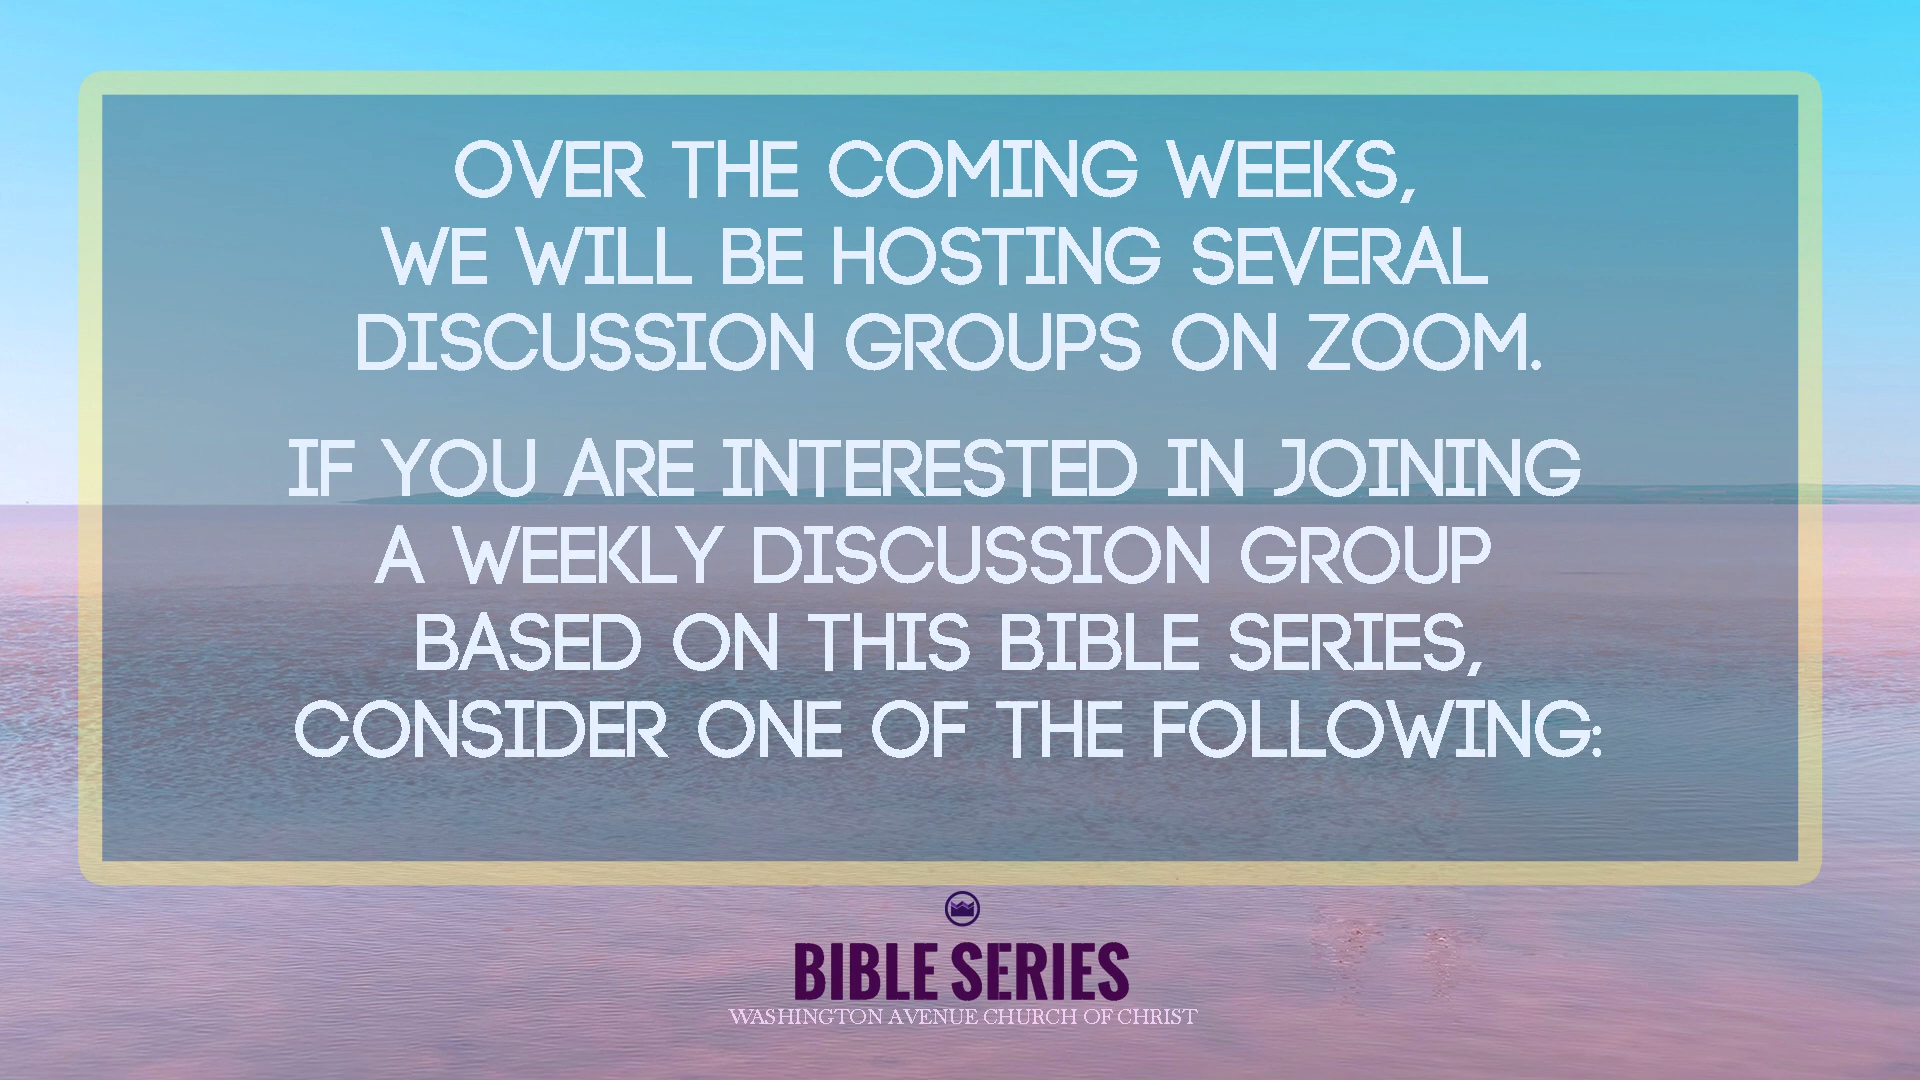 OVER THE COMING WEEKS,
WE WILL BE HOSTING SEVERAL
DISCUSSION GROUPS ON ZOOM.
IF YOU ARE INTERESTED IN JOINING
A WEEKLY DISCUSSION GROUP
BASED ON THIS BIBLE SERIES,
CONSIDER ONE OF THE FOLLOWING:
BIBLE SERIES
WASHINGTON AVENUE CHURCH OF CHRIST